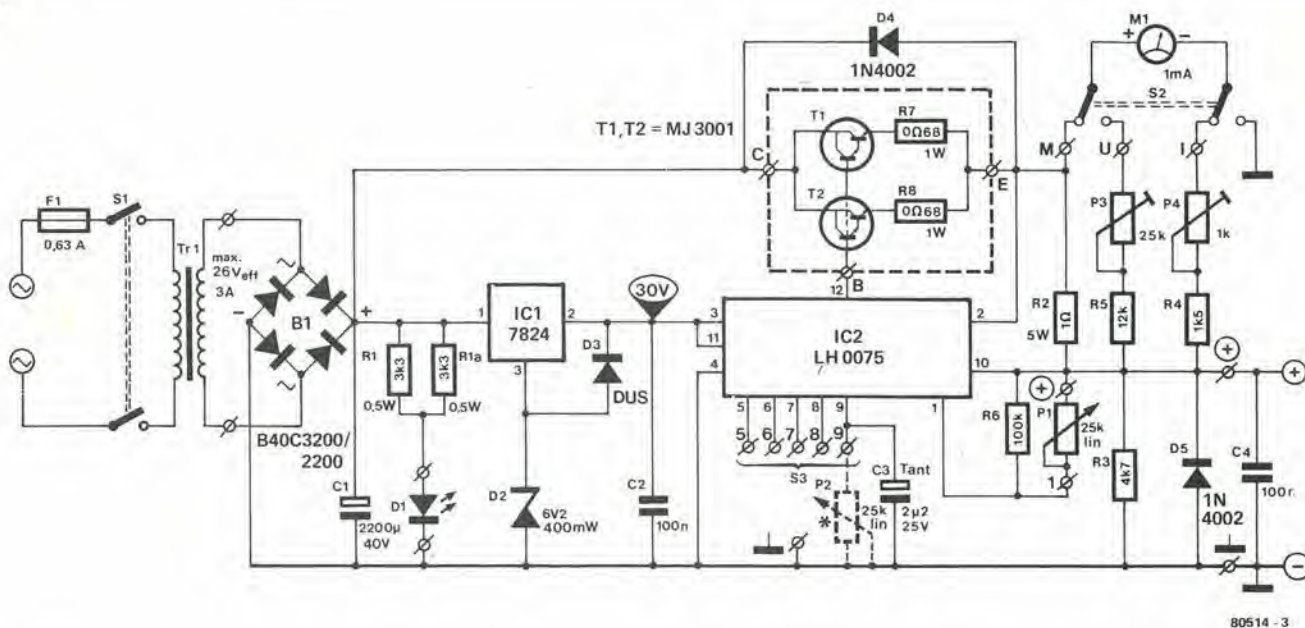 D4
1N4002
M1
+
−
1mA
S2
T1,T2 = MJ3001
T1
R7
0Ω68
1W
T2
R8
0Ω68
1W
C
E
B
M
U
I
F1
0,63 A
S1
Tr 1
max.
26Veff
3A
~
−
B1
+
~
B40C3200/
2200
C1
2200µ
40V
R1
3k3
0,5W
R1a
3k3
0,5W
D1
1
IC1
7824
2
3
D3
DUS
D2
6V2
400mW
30V
C2
100n
12
3
11
4
IC2
LH 0075
2
10
5
6
7
8
9
1
5
6
7
8
9
S3
P2
25k
lin
*
C3
Tant
2µ2
25V
R2
1Ω
5W
P3
25k
R5
12k
P4
1k
R4
1k5
R6
100k
+
P1
25k
lin
1
R3
4k7
D5
1N
4002
+
C4
100n
+
−
80514 - 3